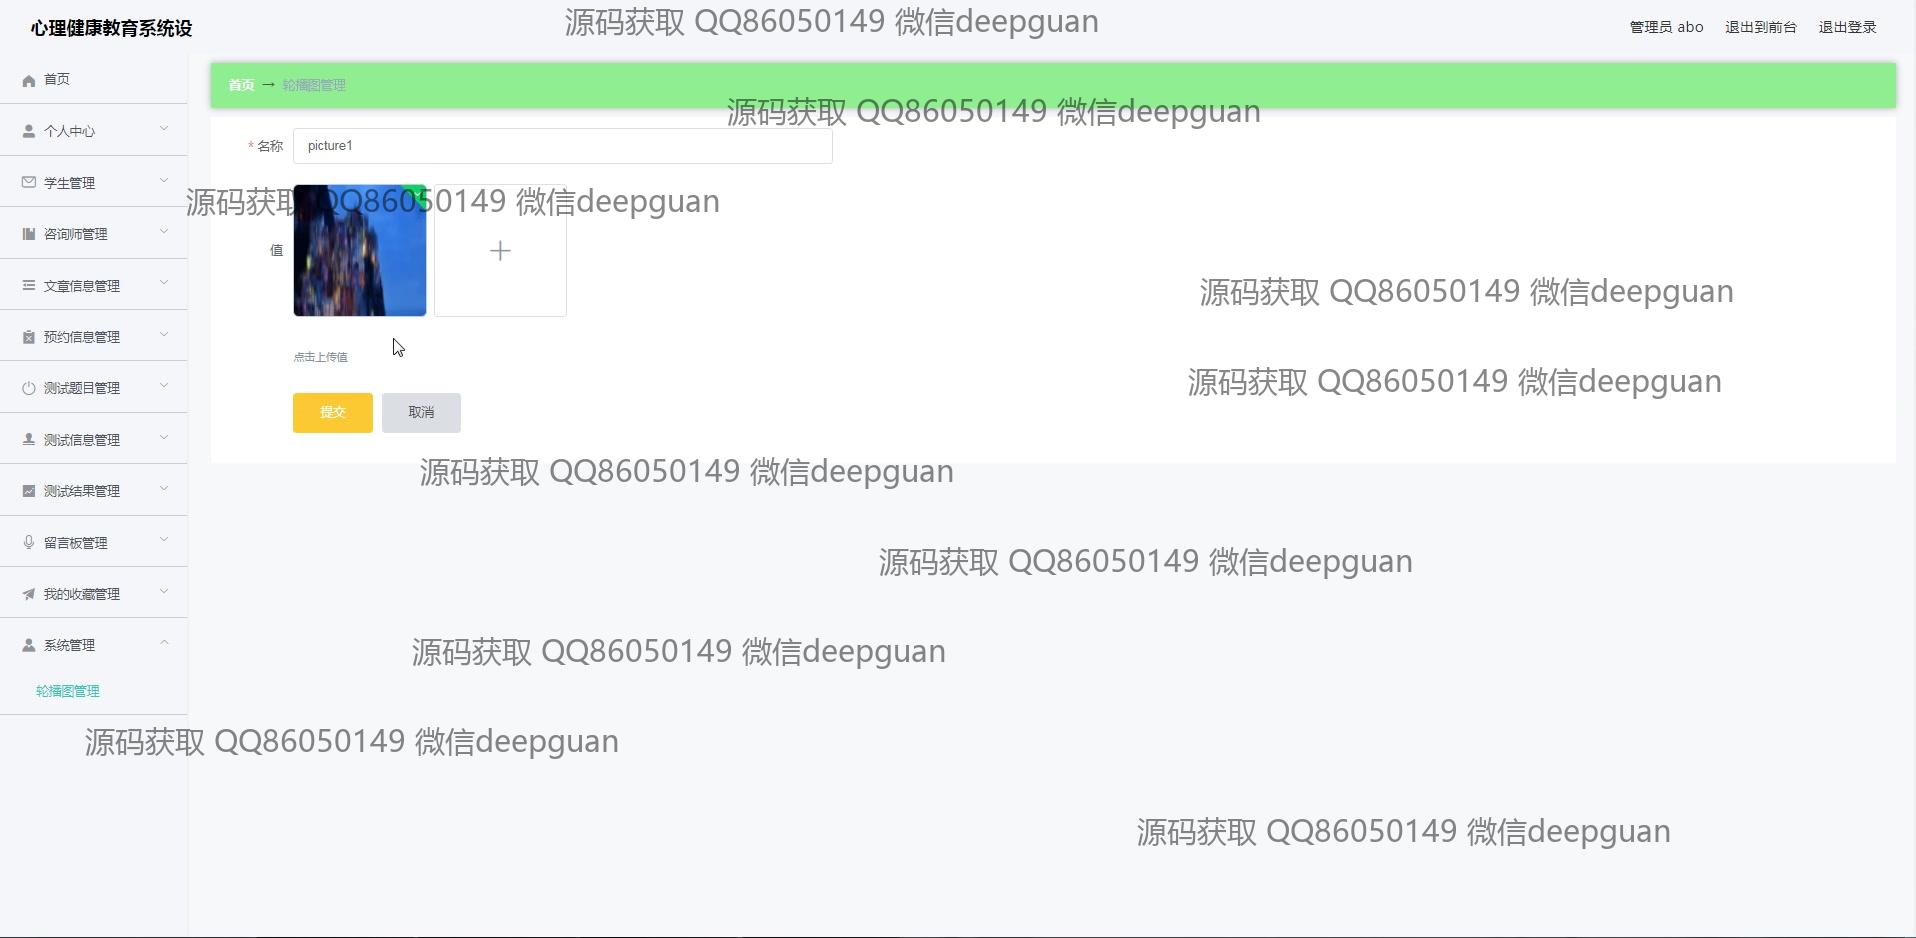 心理健康教育系统设
源码获取 QQ86050149 微信deepguan
管理员 abo
退出到前台
退出登录
首页
个人中心
学生管理
咨询师管理
文章信息管理
预约信息管理
测试题目管理
测试信息管理
测试结果管理
留言板管理
我的收藏管理
系统管理
轮播图管理
首页 → 轮播图管理
源码获取 QQ86050149 微信deepguan
* 名称 picture1
源码获取 QQ86050149 微信deepguan
值
源码获取 QQ86050149 微信deepguan
点击上传值
源码获取 QQ86050149 微信deepguan
提交
取消
源码获取 QQ86050149 微信deepguan
源码获取 QQ86050149 微信deepguan
源码获取 QQ86050149 微信deepguan
源码获取 QQ86050149 微信deepguan
源码获取 QQ86050149 微信deepguan